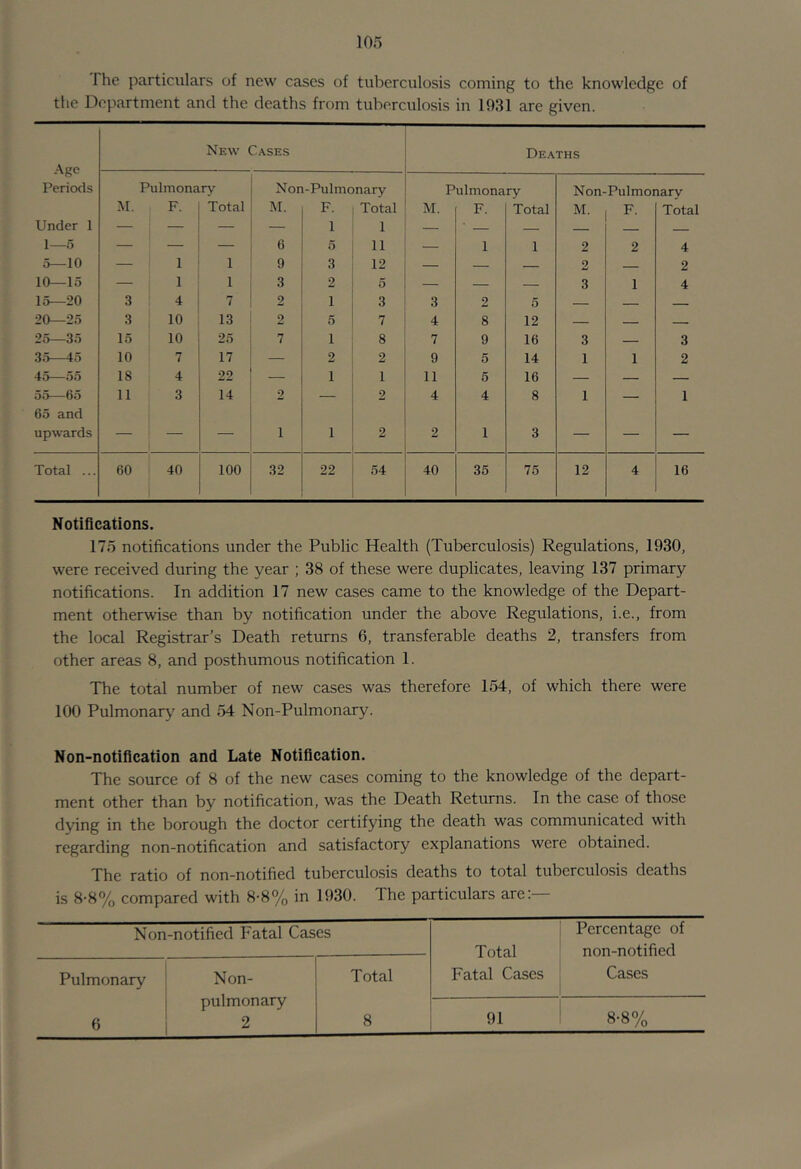 105
The particulars of new cases of tuberculosis coming to the knowledge of
the Department and the deaths from tuberculosis in 1931 are given.
Age Periods | New Cases | Deaths
Pulmonary | Non-Pulmonary | Pulmonary | Non-Pulmonary
M. | F. | Total | M. | F. | Total | M. | F. | Total | M. | F. | Total
Under 1 | — | — | — | — | 1 | 1 | — | — | — | — | — | —
1—5 | — | — | — | 6 | 5 | 11 | — | 1 | 1 | 2 | 2 | 4
5—10 | — | 1 | 1 | 9 | 3 | 12 | — | — | — | 2 | — | 2
10—15 | — | 1 | 1 | 3 | 2 | 5 | — | — | — | 3 | 1 | 4
15—20 | 3 | 4 | 7 | 2 | 1 | 3 | 3 | 2 | 5 | — | — | —
20—25 | 3 | 10 | 13 | 2 | 5 | 7 | 4 | 8 | 12 | — | — | —
25—35 | 15 | 10 | 25 | 7 | 1 | 8 | 7 | 9 | 16 | 3 | — | 3
35—45 | 10 | 7 | 17 | — | 2 | 2 | 9 | 5 | 14 | 1 | 1 | 2
45—55 | 18 | 4 | 22 | — | 1 | 1 | 11 | 5 | 16 | — | — | —
55—65 | 11 | 3 | 14 | 2 | — | 2 | 4 | 4 | 8 | 1 | — | 1
65 and
upwards | — | — | — | 1 | 1 | 2 | 2 | 1 | 3 | — | — | —
Total ... | 60 | 40 | 100 | 32 | 22 | 54 | 40 | 35 | 75 | 12 | 4 | 16
Notifications.
175 notifications under the Public Health (Tuberculosis) Regulations, 1930,
were received during the year ; 38 of these were duplicates, leaving 137 primary
notifications. In addition 17 new cases came to the knowledge of the Depart-
ment otherwise than by notification under the above Regulations, i.e., from
the local Registrar's Death returns 6, transferable deaths 2, transfers from
other areas 8, and posthumous notification 1.
The total number of new cases was therefore 154, of which there were
100 Pulmonary and 54 Non-Pulmonary.
Non-notification and Late Notification.
The source of 8 of the new cases coming to the knowledge of the depart-
ment other than by notification, was the Death Returns. In the case of those
dying in the borough the doctor certifying the death was communicated with
regarding non-notification and satisfactory explanations were obtained.
The ratio of non-notified tuberculosis deaths to total tuberculosis deaths
is 8·8% compared with 8·8% in 1930. The particulars are:—
Non-notified Fatal Cases | Total Fatal Cases | Percentage of non-notified Cases
Pulmonary | Non-pulmonary | Total
6 | 2 | 8 | 91 | 8·8%